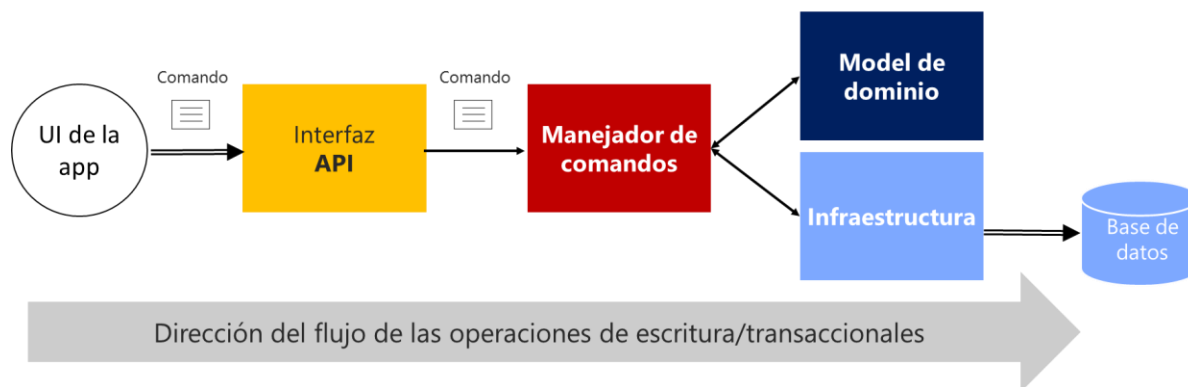 Comando
UI de la
app
Interfaz
API
Comando
Manejador de
comandos
Model de
dominio
Infraestructura
Base de
datos
Dirección del flujo de las operaciones de escritura/transaccionales